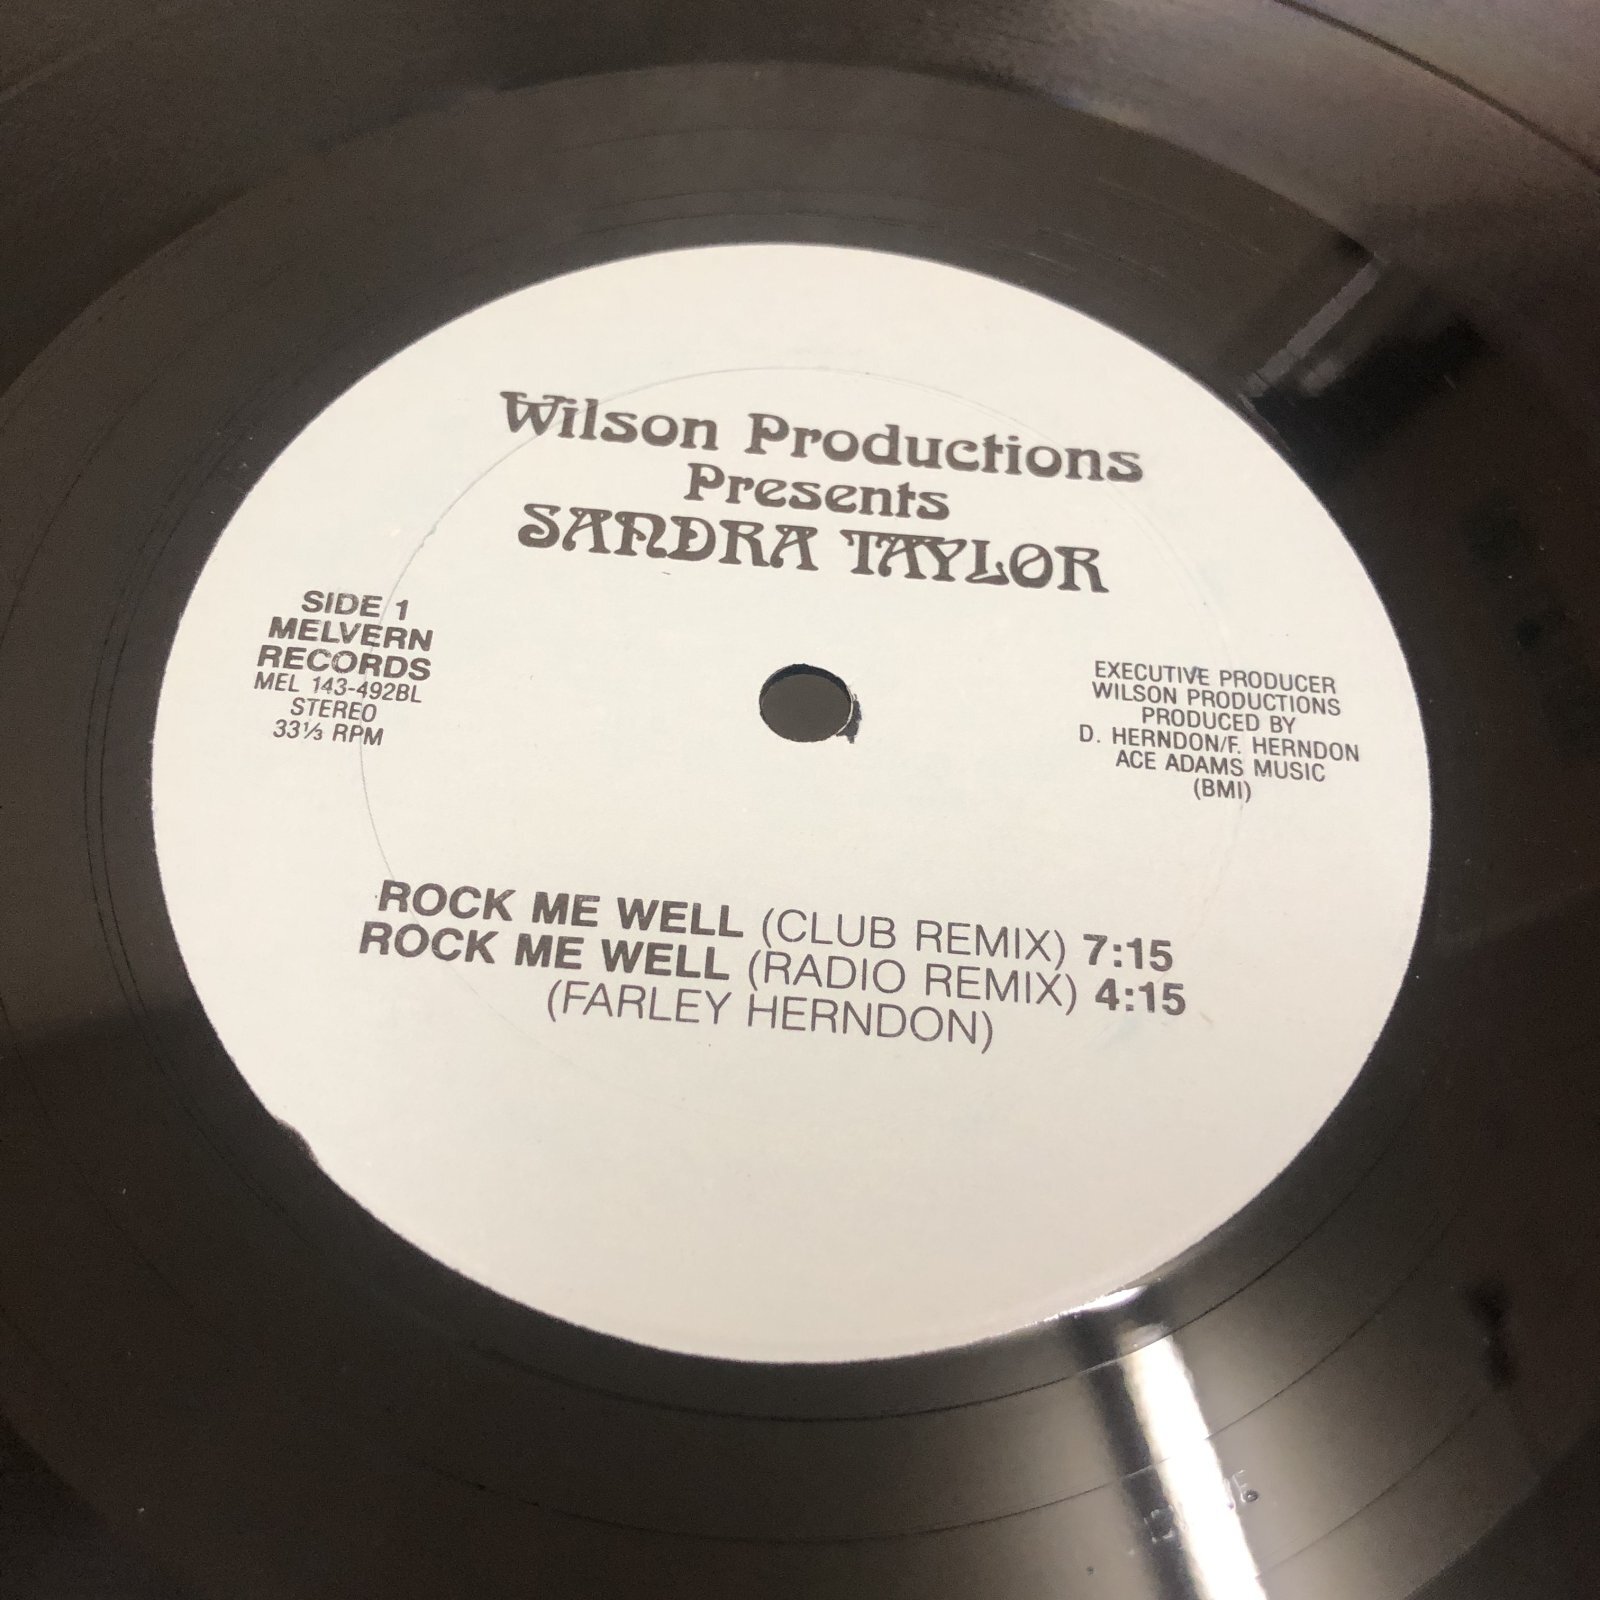 Wilson Productions
Presents
SANDRA TAYLOR
SIDE 1
MELVERN
RECORDS
MEL 143-492BL
STEREO
33⅓ RPM
EXECUTIVE PRODUCER
WILSON PRODUCTIONS
PRODUCED BY
D. HERNDON/F. HERNDON
ACE ADAMS MUSIC
(BMI)
ROCK ME WELL (CLUB REMIX) 7:15
ROCK ME WELL (RADIO REMIX) 4:15
(FARLEY HERNDON)